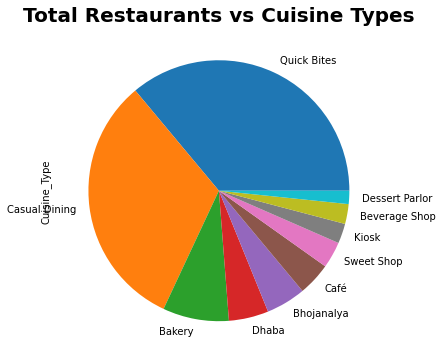 Total Restaurants vs Cuisine Types
Quick Bites
Cuisine_Type
Casual Dining
Bakery
Dhaba
Bhojanalya
Café
Sweet Shop
Kiosk
Beverage Shop
Dessert Parlor